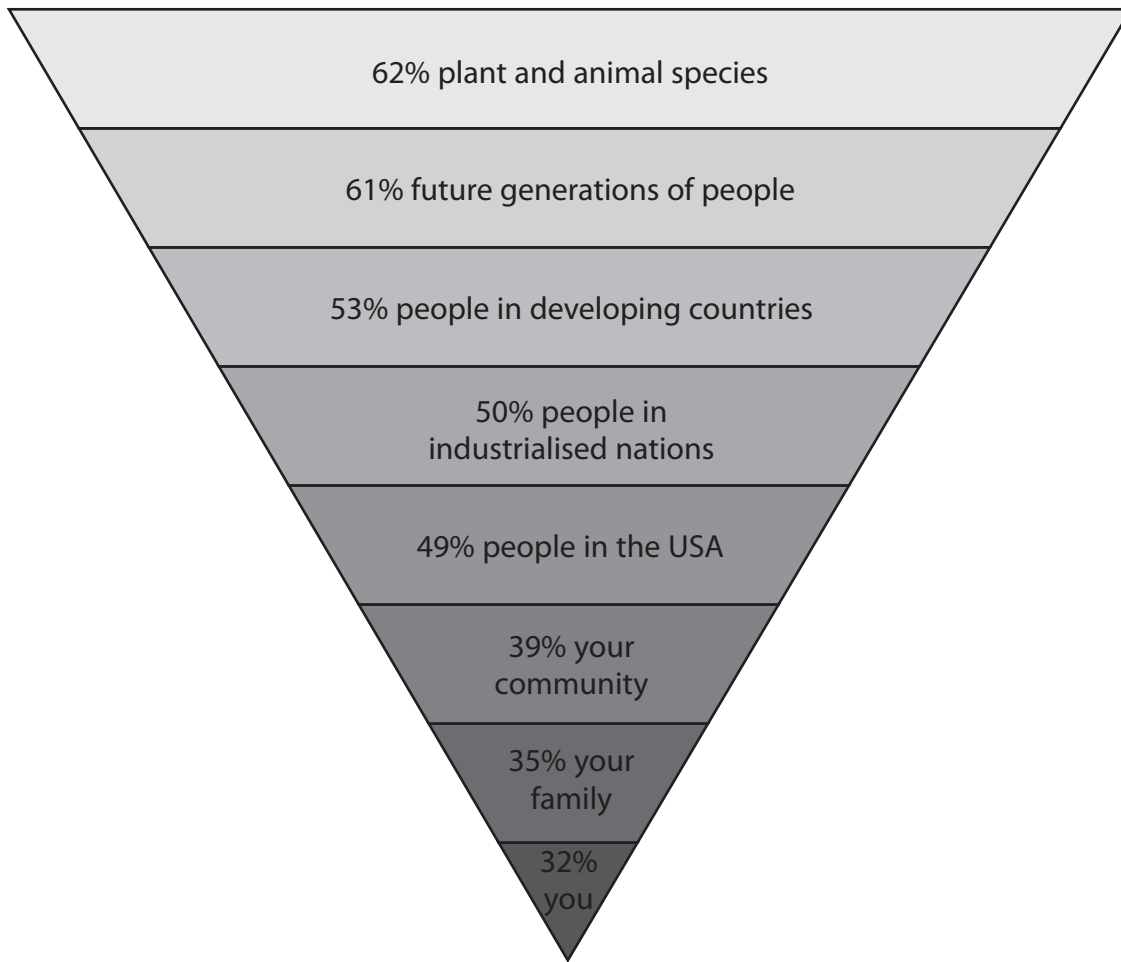 62% plant and animal species
61% future generations of people
53% people in developing countries
50% people in
industrialised nations
49% people in the USA
39% your
community
35% your
family
32%
you